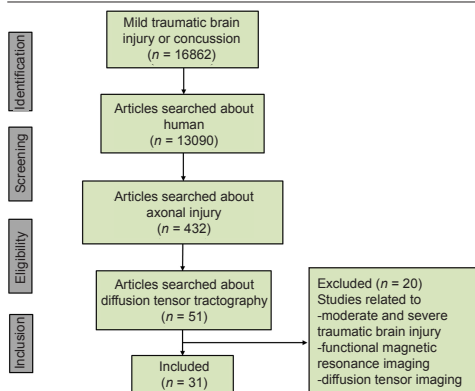 Identification
Mild traumatic brain
injury or concussion
(n = 16862)
Screening
Articles searched about
human
(n = 13090)
Eligibility
Articles searched about
axonal injury
(n = 432)
Inclusion
Articles searched about
diffusion tensor tractography
(n = 51)
Excluded (n = 20)
Studies related to
-moderate and severe
traumatic brain injury
-functional magnetic
resonance imaging
-diffusion tensor imaging
Included
(n = 31)